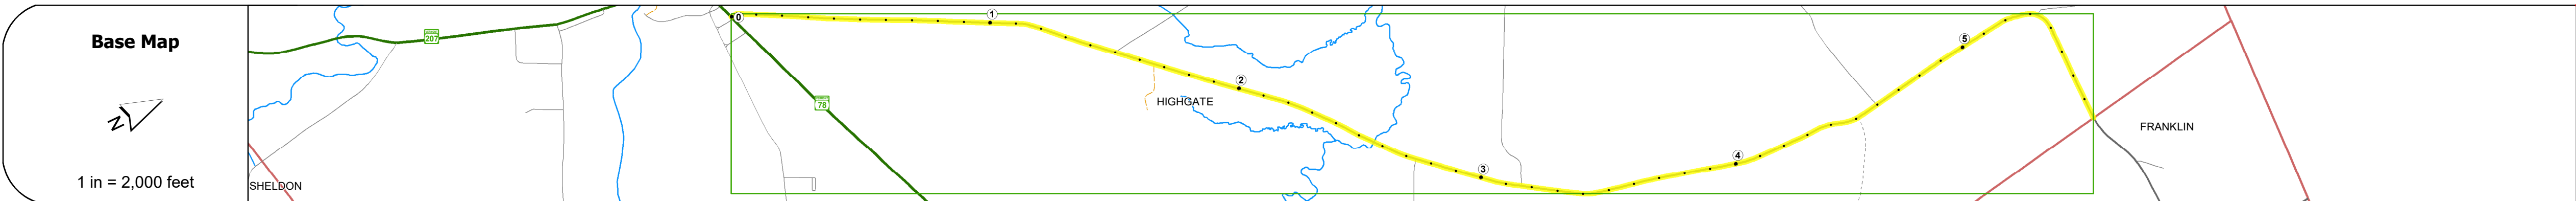 Base Map
N
1 in = 2,000 feet
SHELDON
207
78
0
1
2
HIGHGATE
3
4
5
FRANKLIN